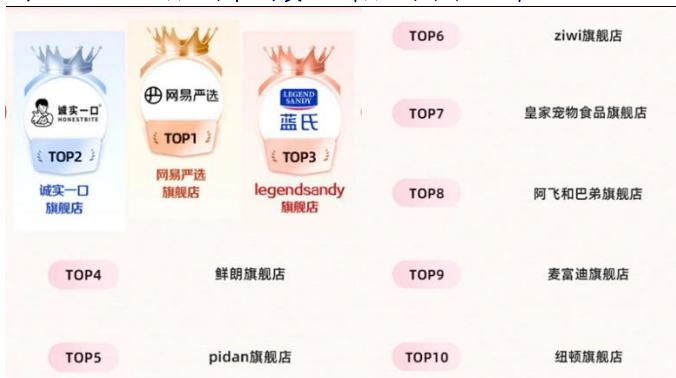 诚实一口
HONESTBITE
TOP2
诚实一口
旗舰店
网易严选
TOP1
网易严选
旗舰店
LEGEND
SANDY
蓝氏
TOP3
legendsandy
旗舰店
TOP4 鲜朗旗舰店
TOP5 pidan旗舰店
TOP6 ziwi旗舰店
TOP7 皇家宠物食品旗舰店
TOP8 阿飞和巴弟旗舰店
TOP9 麦富迪旗舰店
TOP10 纽顿旗舰店